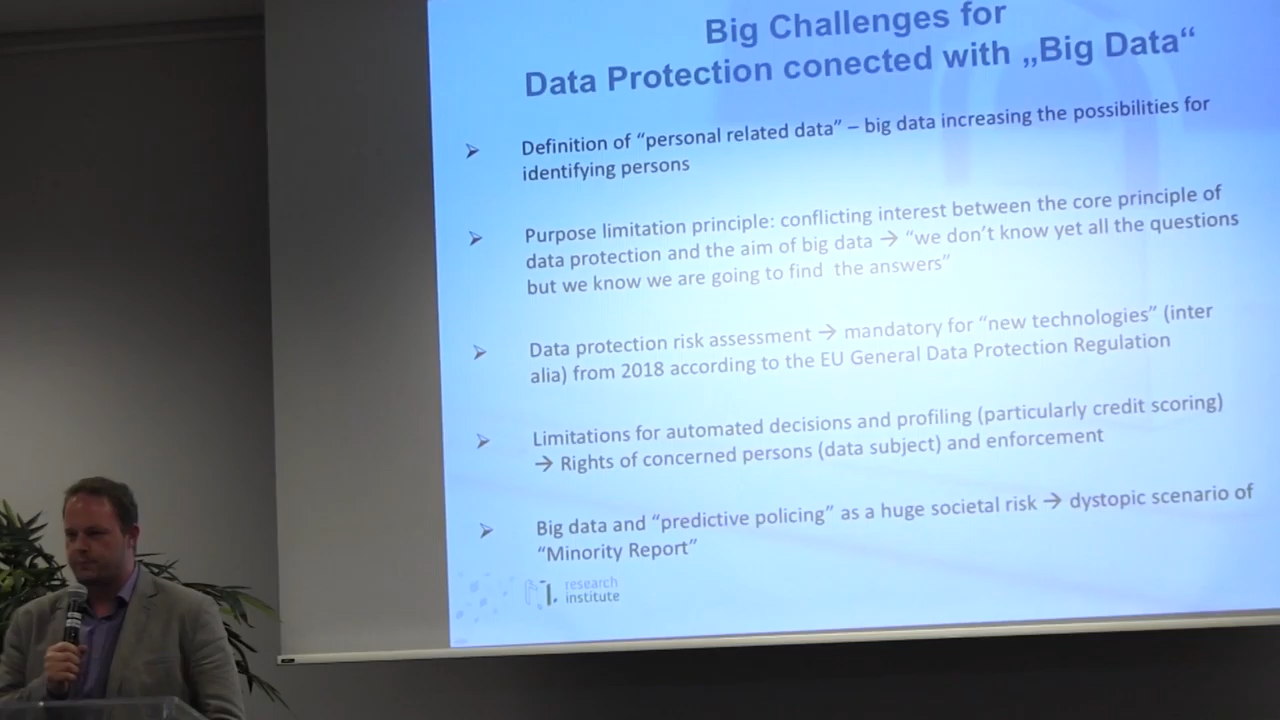 Big Challenges for
Data Protection conected with „Big Data“
Definition of “personal related data” – big data increasing the possibilities for
identifying persons
Purpose limitation principle: conflicting interest between the core principle of
data protection and the aim of big data → “we don’t know yet all the questions
but we know we are going to find the answers”
Data protection risk assessment → mandatory for “new technologies” (inter
alia) from 2018 according to the EU General Data Protection Regulation
Limitations for automated decisions and profiling (particularly credit scoring)
→ Rights of concerned persons (data subject) and enforcement
Big data and “predictive policing” as a huge societal risk → dystopic scenario of
“Minority Report”
research
institute